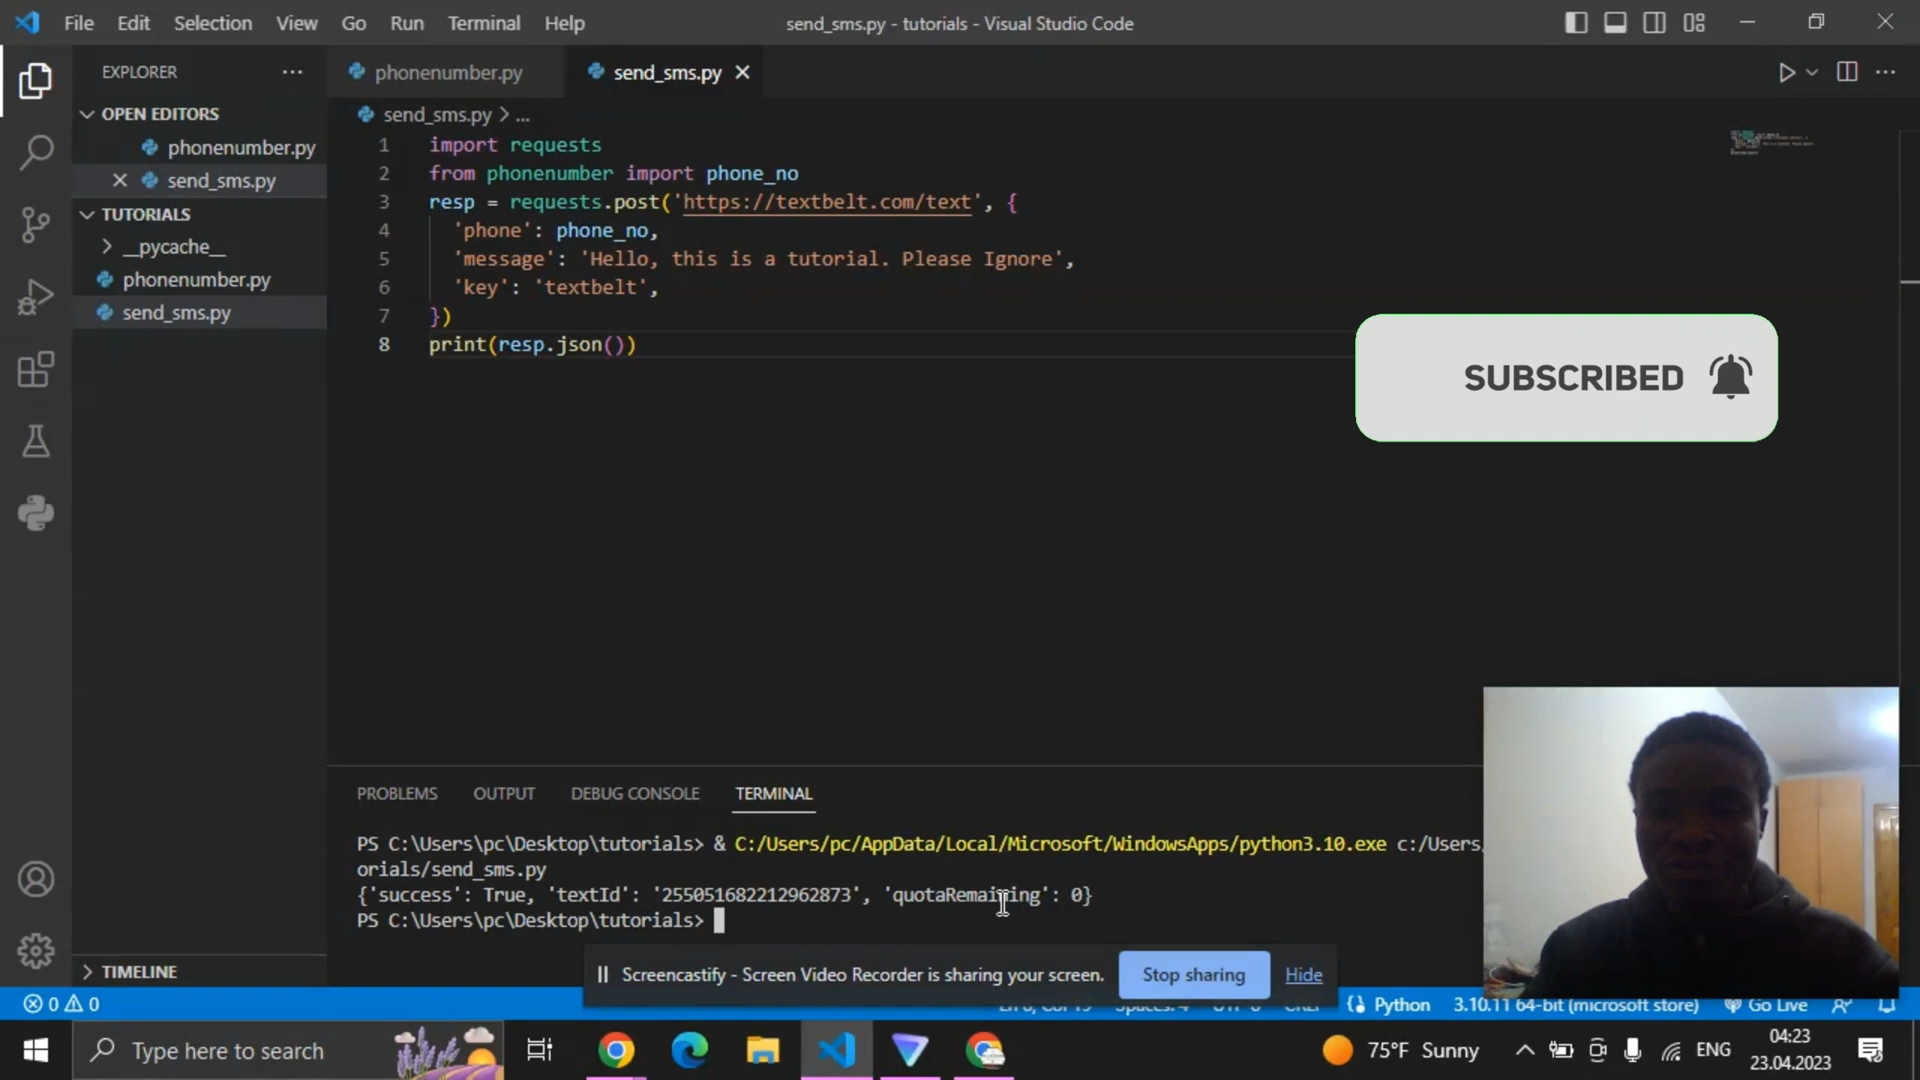 File Edit Selection View Go Run Terminal Help
send_sms.py - tutorials - Visual Studio Code
EXPLORER
OPEN EDITORS
phonenumber.py
send_sms.py
TUTORIALS
__pycache__
phonenumber.py
send_sms.py
TIMELINE
phonenumber.py
send_sms.py
send_sms.py > ...
1 import requests
2 from phonenumber import phone_no
3 resp = requests.post('https://textbelt.com/text', {
4 'phone': phone_no,
5 'message': 'Hello, this is a tutorial. Please Ignore',
6 'key': 'textbelt',
7 })
8 print(resp.json())
SUBSCRIBED
PROBLEMS OUTPUT DEBUG CONSOLE TERMINAL
PS C:\Users\pc\Desktop\tutorials> & C:/Users/pc/AppData/Local/Microsoft/WindowsApps/python3.10.exe c:/Users/
orials/send_sms.py
{'success': True, 'textId': '255051682212962873', 'quotaRemaining': 0}
PS C:\Users\pc\Desktop\tutorials>
Screencastify - Screen Video Recorder is sharing your screen. Stop sharing Hide
0 0
Python 3.10.11 64-bit (microsoft store) Go Live
Type here to search
75°F Sunny
ENG
04:23
23.04.2023